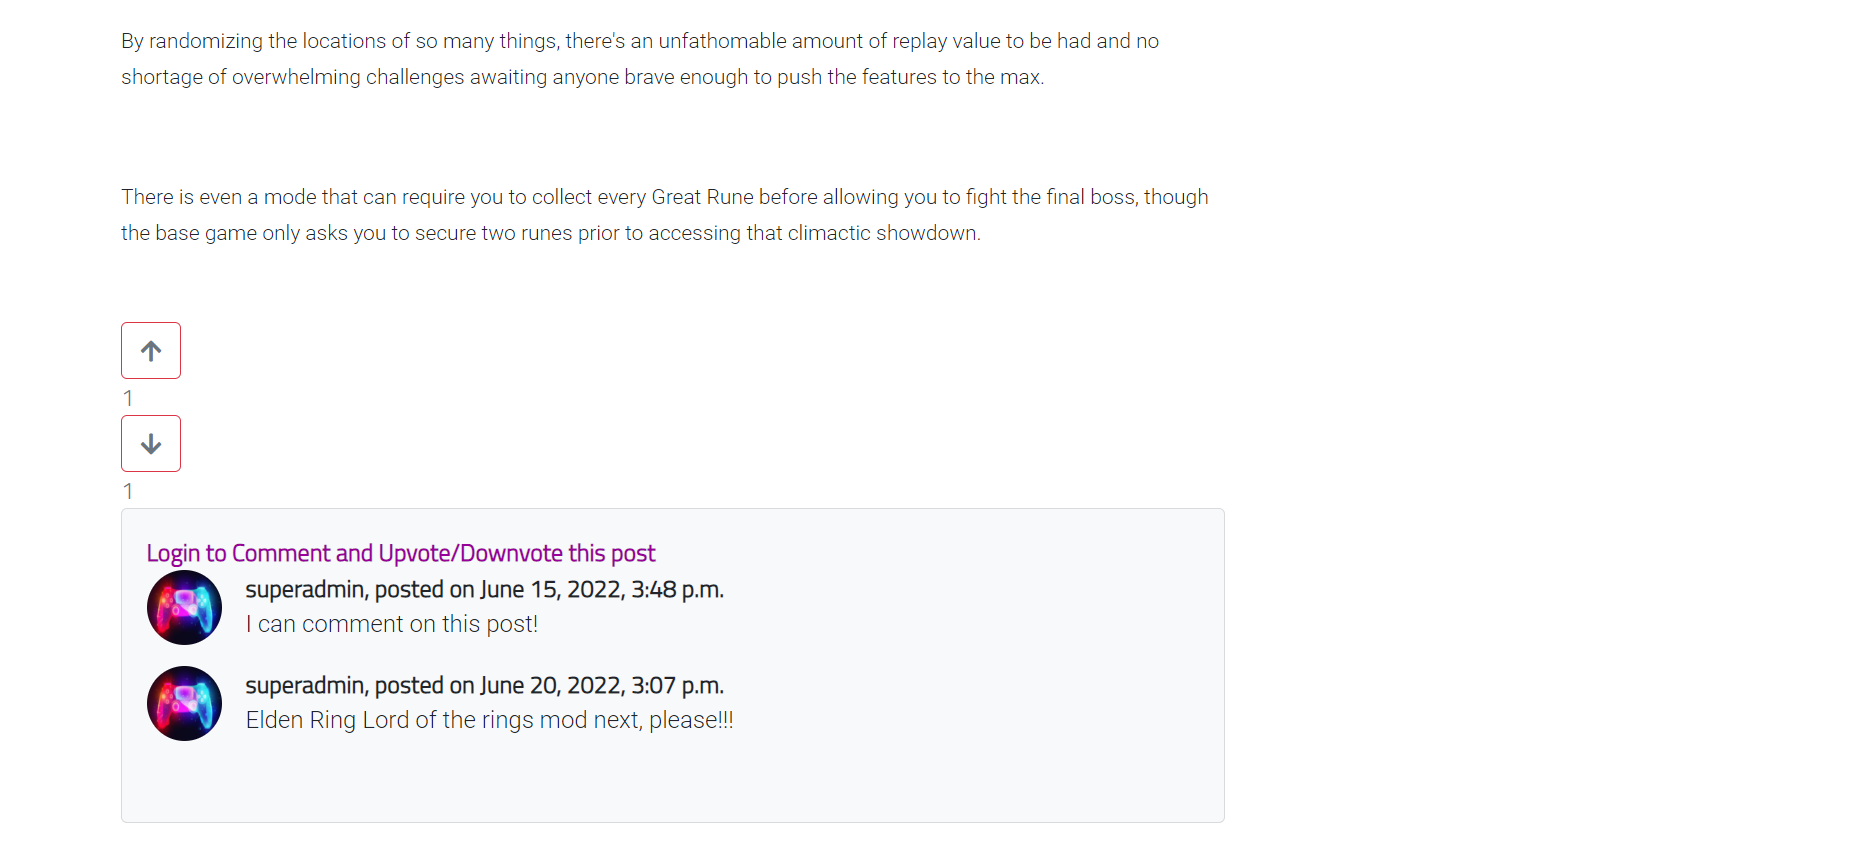 By randomizing the locations of so many things, there's an unfathomable amount of replay value to be had and no
shortage of overwhelming challenges awaiting anyone brave enough to push the features to the max.
There is even a mode that can require you to collect every Great Rune before allowing you to fight the final boss, though
the base game only asks you to secure two runes prior to accessing that climactic showdown.
1
1
Login to Comment and Upvote/Downvote this post
superadmin, posted on June 15, 2022, 3:48 p.m.
I can comment on this post!
superadmin, posted on June 20, 2022, 3:07 p.m.
Elden Ring Lord of the rings mod next, please!!!